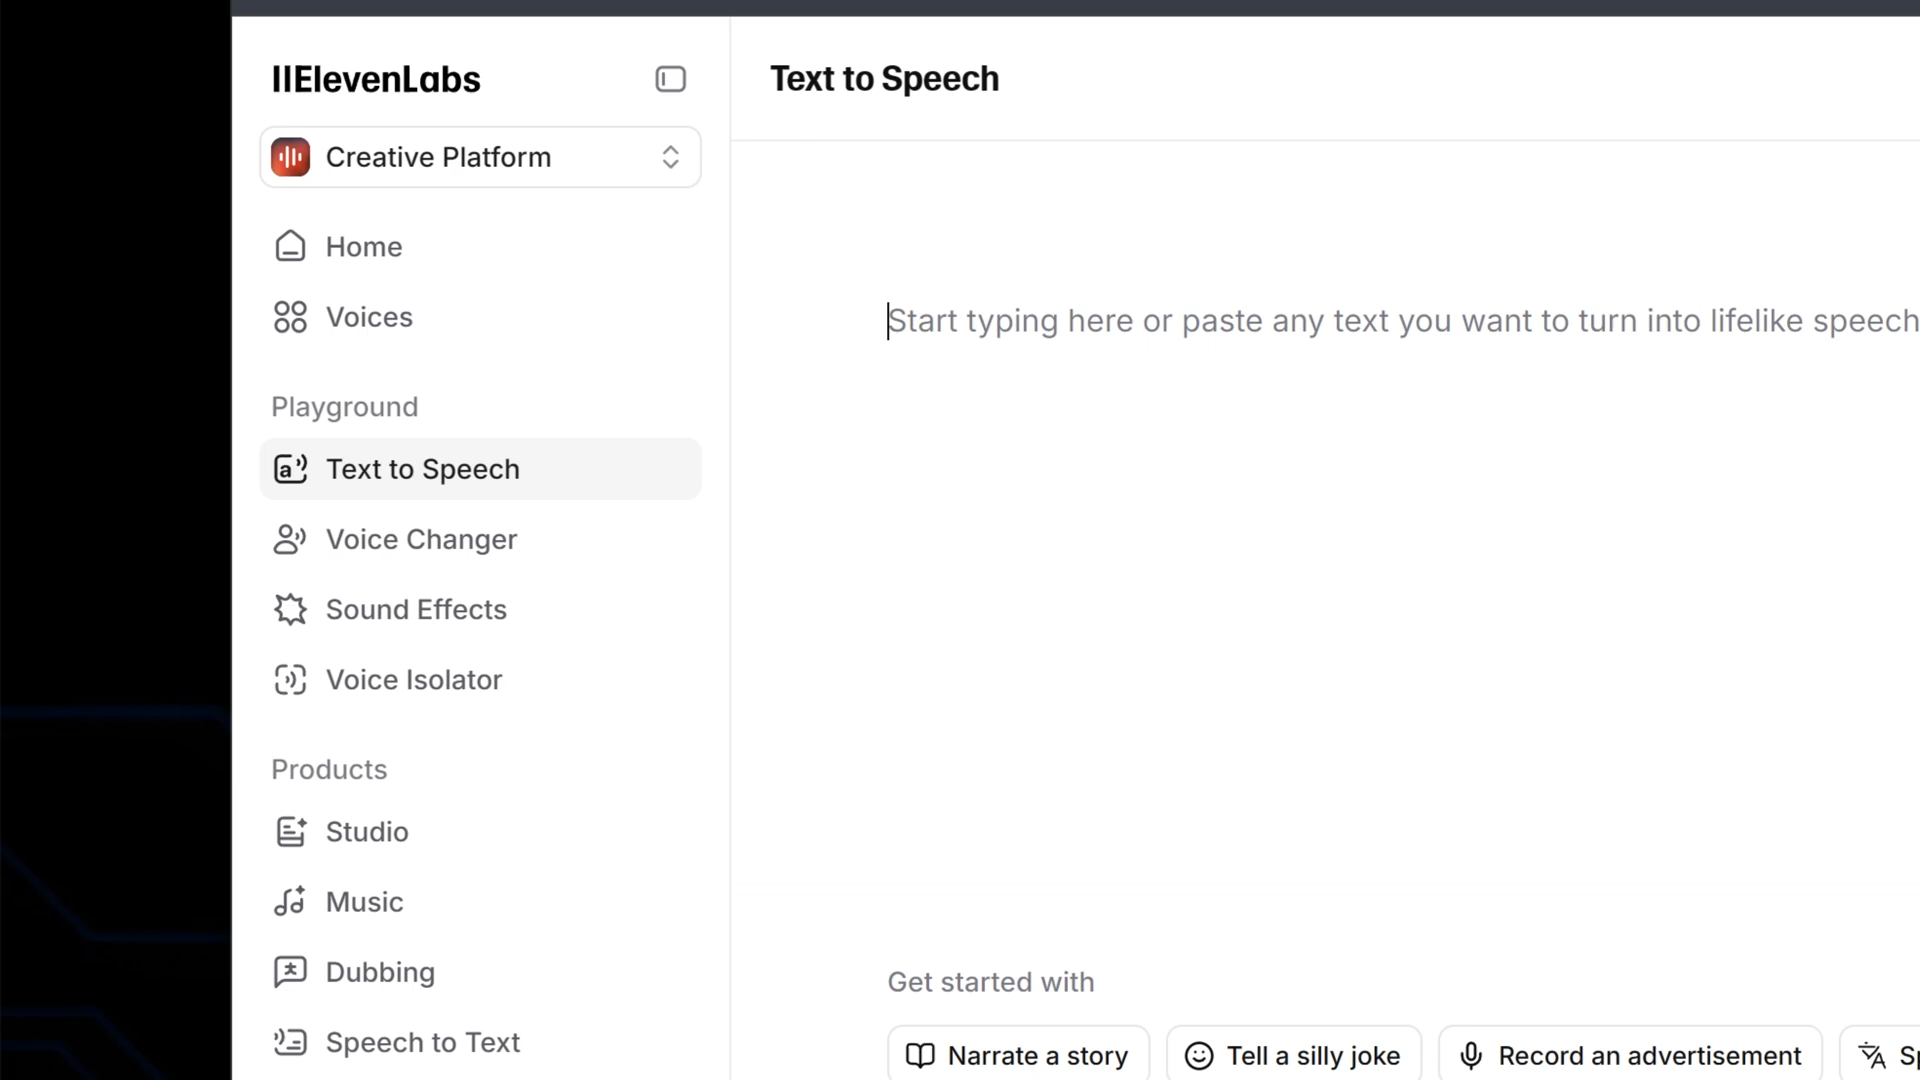 IIElevenLabs
Creative Platform
Home
Voices
Playground
Text to Speech
Voice Changer
Sound Effects
Voice Isolator
Products
Studio
Music
Dubbing
Speech to Text
Text to Speech
Start typing here or paste any text you want to turn into lifelike speech
Get started with
Narrate a story
Tell a silly joke
Record an advertisement